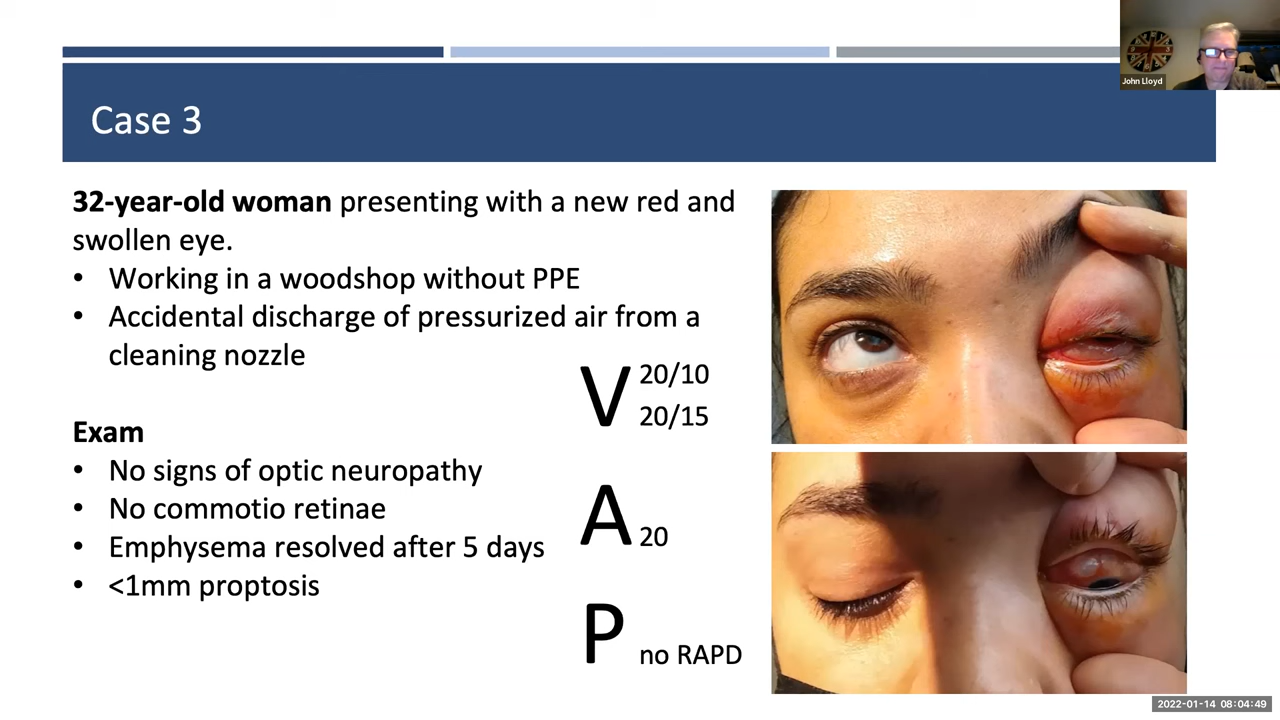 John Lloyd
Case 3
32-year-old woman presenting with a new red and
swollen eye.
• Working in a woodshop without PPE
• Accidental discharge of pressurized air from a
cleaning nozzle
Exam
• No signs of optic neuropathy
• No commotio retinae
• Emphysema resolved after 5 days
• <1mm proptosis
V 20/10
20/15
A 20
P no RAPD
2022-01-14 08:04:49